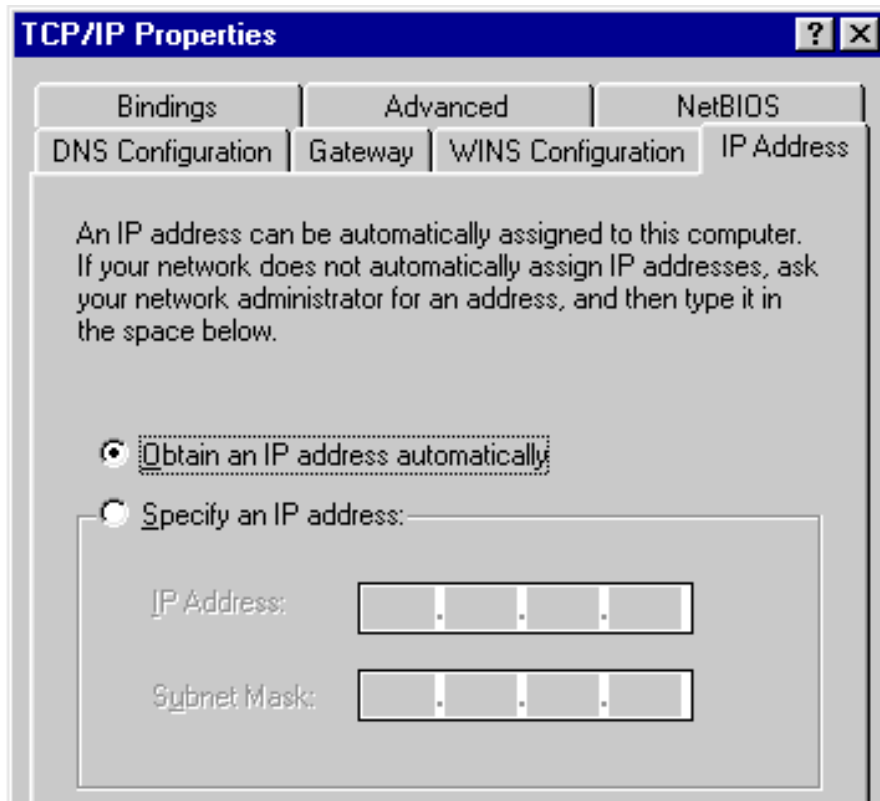 TCP/IP Properties
Bindings
Advanced
NetBIOS
DNS Configuration
Gateway
WINS Configuration
IP Address
An IP address can be automatically assigned to this computer.
If your network does not automatically assign IP addresses, ask
your network administrator for an address, and then type it in
the space below.
Obtain an IP address automatically
Specify an IP address:
IP Address:
Subnet Mask: